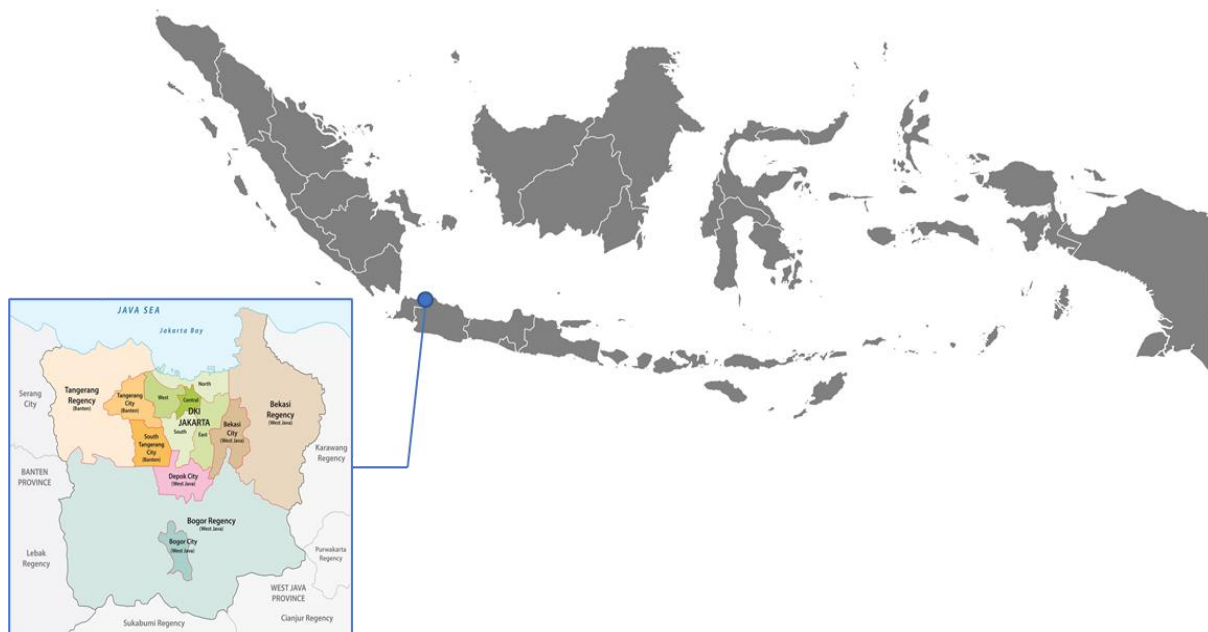 JAVA SEA
Jakarta Bay
North
Tangerang
Regency
(Banten)
Serang
City
Tangerang
City
(Banten)
West
Central
DKI
JAKARTA
South
East
Bekasi
City
(West Java)
Bekasi
Regency
(West Java)
South
Tangerang
City
(Banten)
Karawang
Regency
BANTEN
PROVINCE
Depok City
(West Java)
Bogor Regency
(West Java)
Bogor City
(West Java)
Lebak
Regency
Purwakarta
Regency
WEST JAVA
PROVINCE
Sukabumi Regency
Cianjur Regency